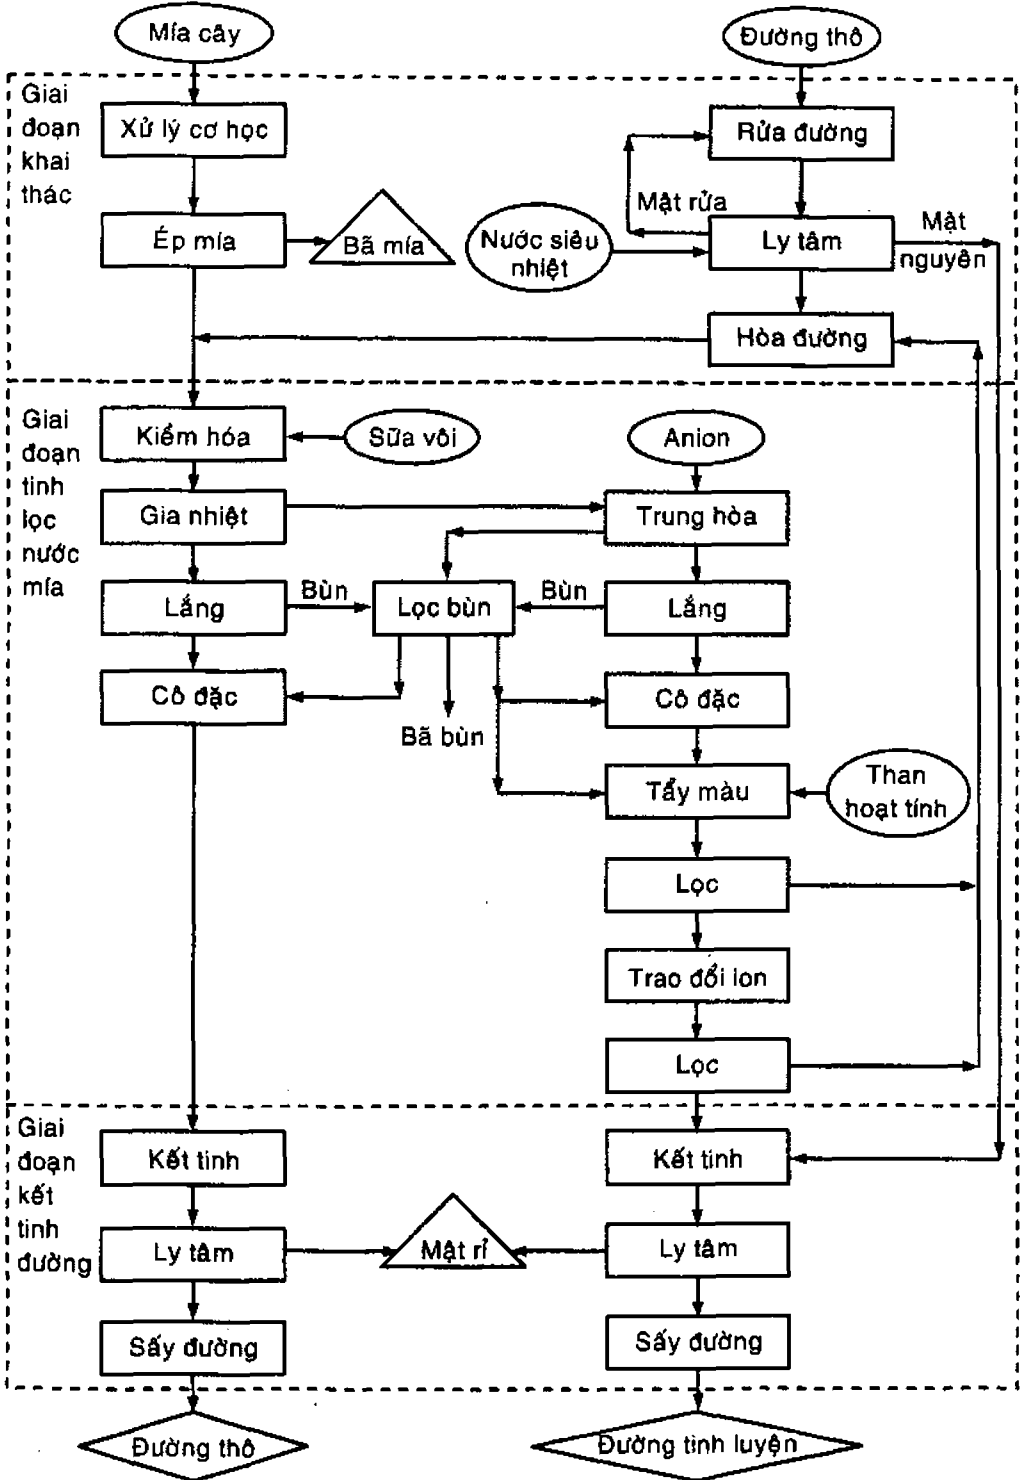 Mía cây
Đường thô
Giai
đoạn
khai
thác
Xử lý cơ học
Rửa đường
Mật rửa
Ép mía
Bã mía
Nước siêu
nhiệt
Ly tâm
Mật
nguyên
Hòa đường
Giai
đoạn
tinh
lọc
nước
mía
Kiềm hóa
Sữa vôi
Anion
Gia nhiệt
Trung hòa
Lắng
Bùn
Lọc bùn
Bùn
Lắng
Cô đặc
Bã bùn
Cô đặc
Tẩy màu
Than
hoạt tính
Lọc
Trao đổi ion
Lọc
Giai
đoạn
kết
tinh
đường
Kết tinh
Kết tinh
Ly tâm
Mật rỉ
Ly tâm
Sấy đường
Sấy đường
Đường thô
Đường tinh luyện